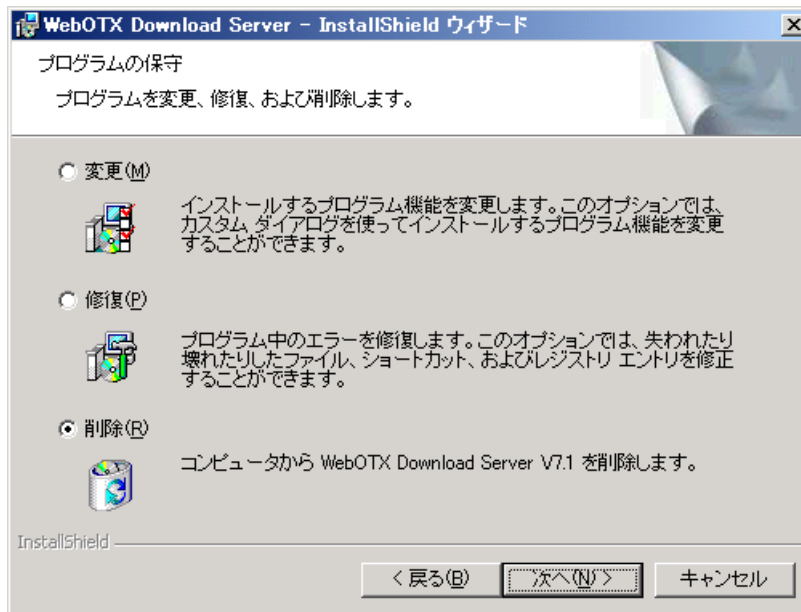 WebOTX Download Server - InstallShield ウィザード
プログラムの保守
プログラムを変更、修復、および削除します。
変更(M)
インストールするプログラム機能を変更します。このオプションでは、
カスタム ダイアログを使ってインストールするプログラム機能を変更
することができます。
修復(P)
プログラム中のエラーを修復します。このオプションでは、失われたり
壊れたりしたファイル、ショートカット、およびレジストリ エントリを修正
することができます。
削除(R)
コンピュータから WebOTX Download Server V7.1 を削除します。
InstallShield
< 戻る(B) 次へ(N) > キャンセル